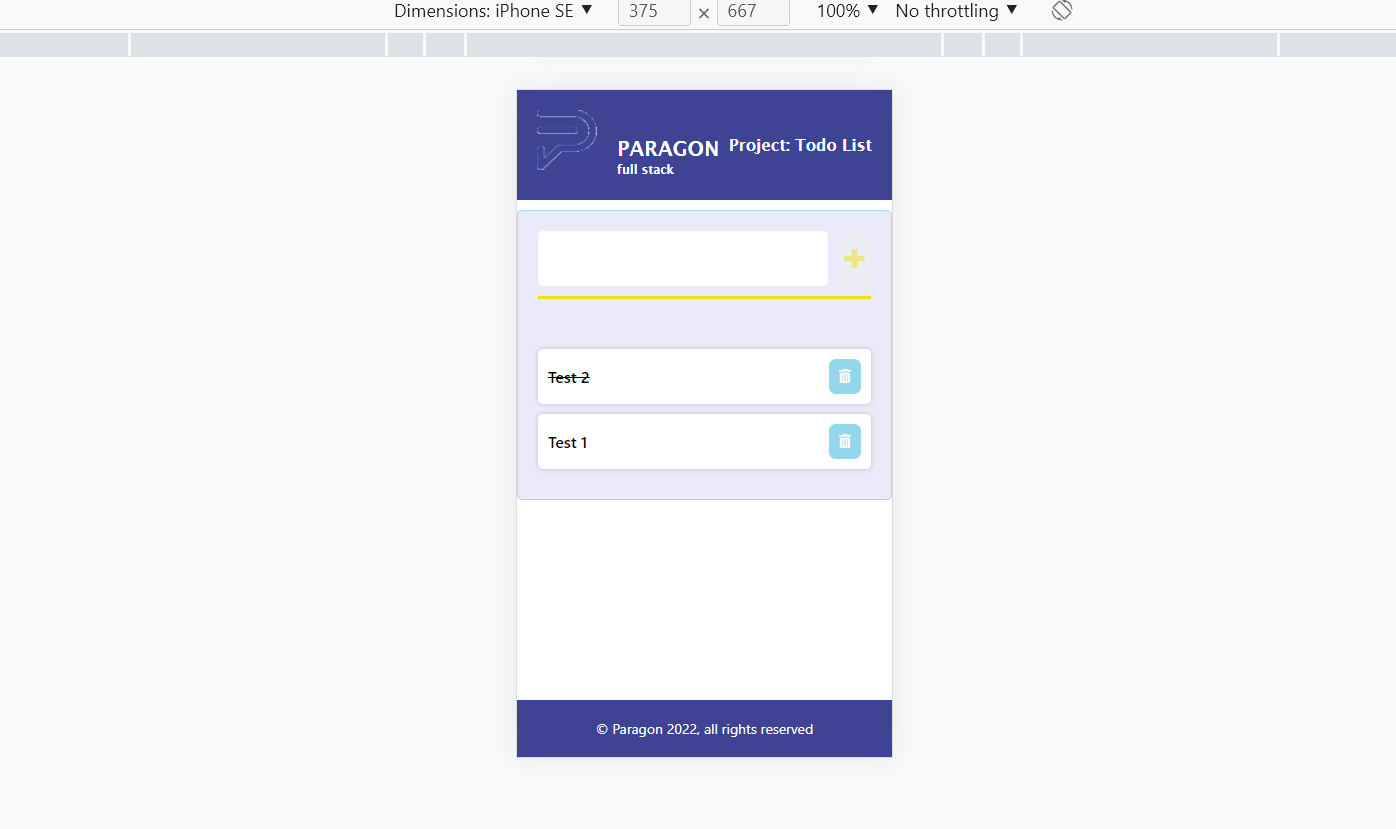 Dimensions: iPhone SE ▼ 375 × 667 100% ▼ No throttling ▼
PARAGON Project: Todo List
full stack
Test 2
Test 1
© Paragon 2022, all rights reserved